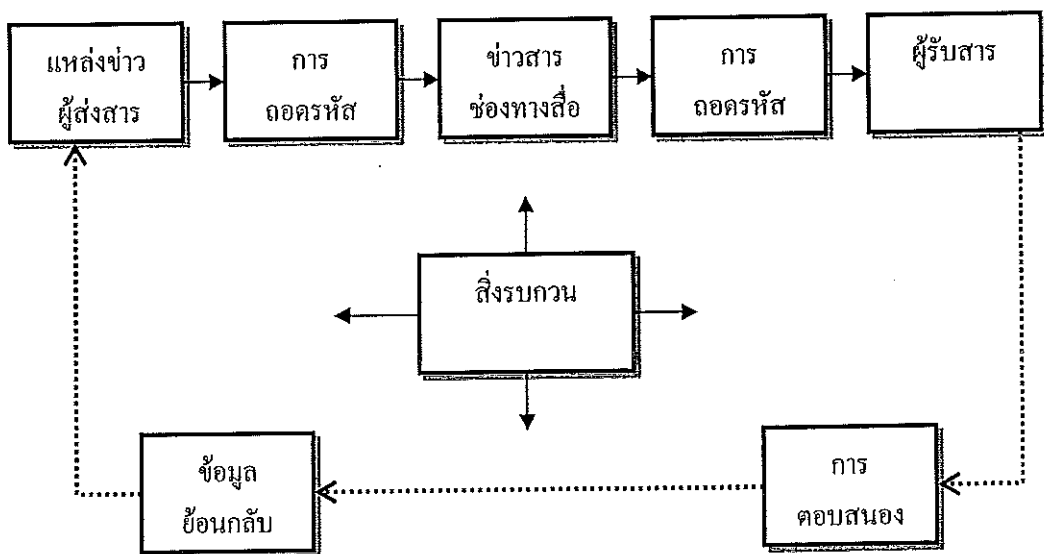 แหล่งข่าว
ผู้ส่งสาร
การ
ถอดรหัส
ข่าวสาร
ช่องทางสื่อ
การ
ถอดรหัส
ผู้รับสาร
สิ่งรบกวน
ข้อมูล
ย้อนกลับ
การ
ตอบสนอง